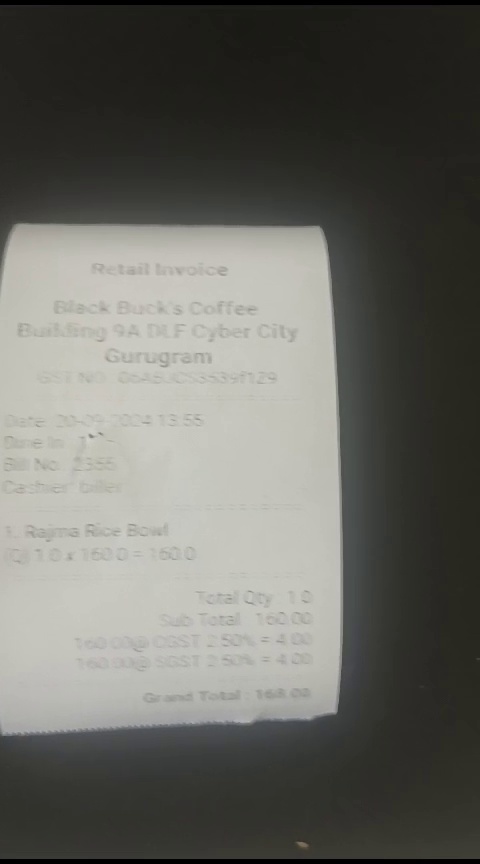 Retail Invoice
Black Buck's Coffee
Building 9A DLF Cyber City
Gurugram
GST NO
Date: 20-09-2024 13:55
Dine In:
Bill No.: 2355
Cashier: biller
1. Rajma Rice Bowl
(Q) 1.0 x 160.0 = 160.0
Total Qty : 1.0
Sub Total : 160.00
160.00@ CGST 2.50% = 4.00
160.00@ SGST 2.50% = 4.00
Grand Total : 168.00